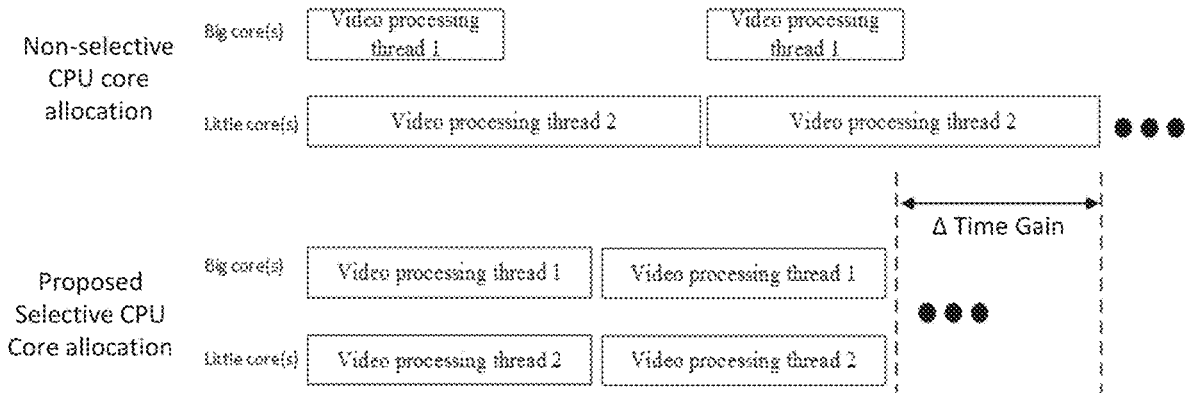 Non-selective
CPU core
allocation
Big core(s)
Video processing
thread 1
Video processing
thread 1
Little core(s)
Video processing thread 2
Video processing thread 2
Δ Time Gain
Proposed
Selective CPU
Core allocation
Big core(s)
Video processing thread 1
Video processing thread 1
Little core(s)
Video processing thread 2
Video processing thread 2